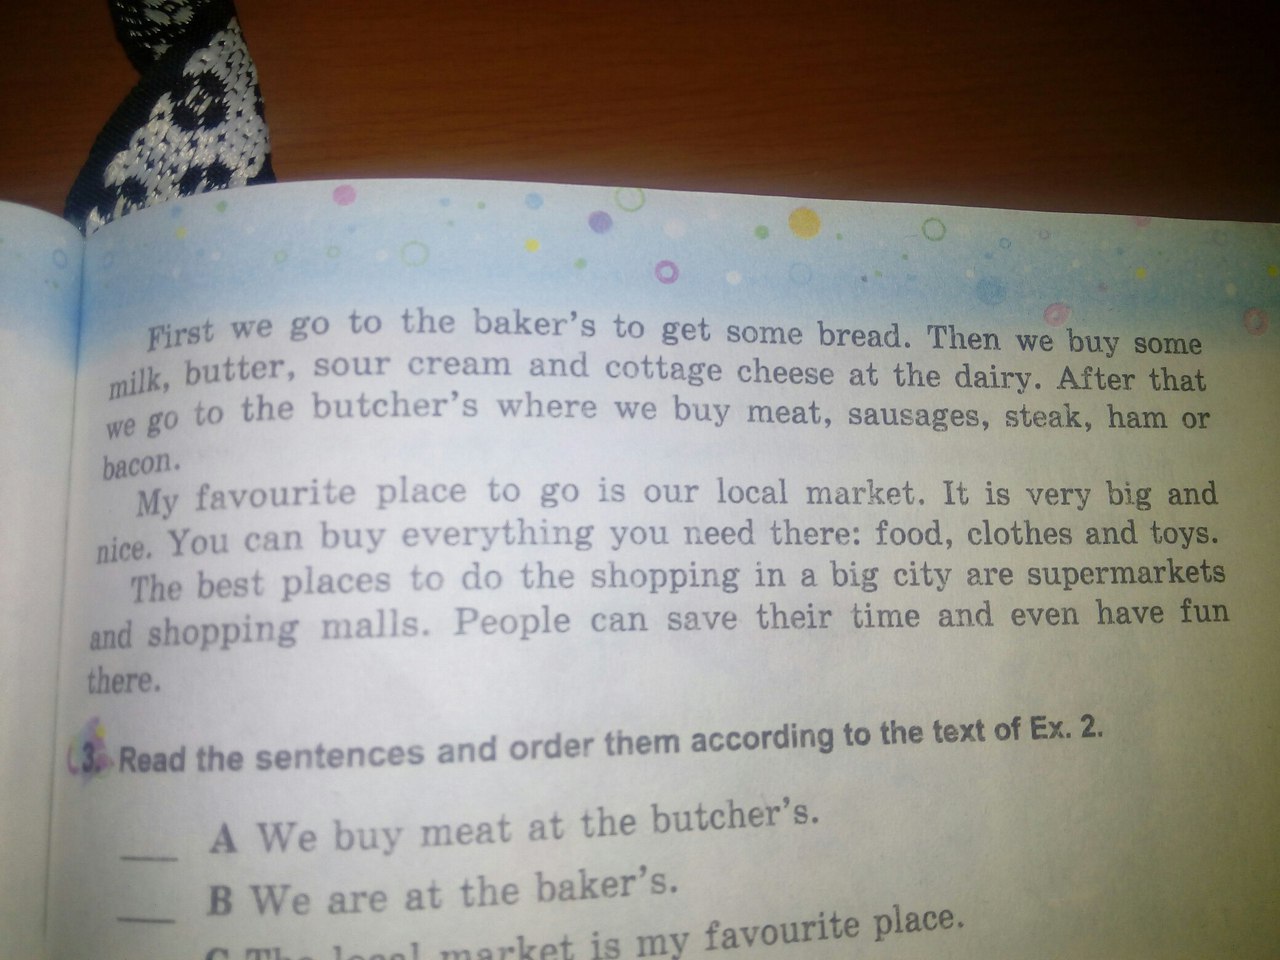 First we go to the baker's to get some bread. Then we buy some
milk, butter, sour cream and cottage cheese at the dairy. After that
we go to the butcher's where we buy meat, sausages, steak, ham or
bacon.
My favourite place to go is our local market. It is very big and
nice. You can buy everything you need there: food, clothes and toys.
The best places to do the shopping in a big city are supermarkets
and shopping malls. People can save their time and even have fun
there.
3. Read the sentences and order them according to the text of Ex. 2.
___ A We buy meat at the butcher's.
___ B We are at the baker's.
C The local market is my favourite place.